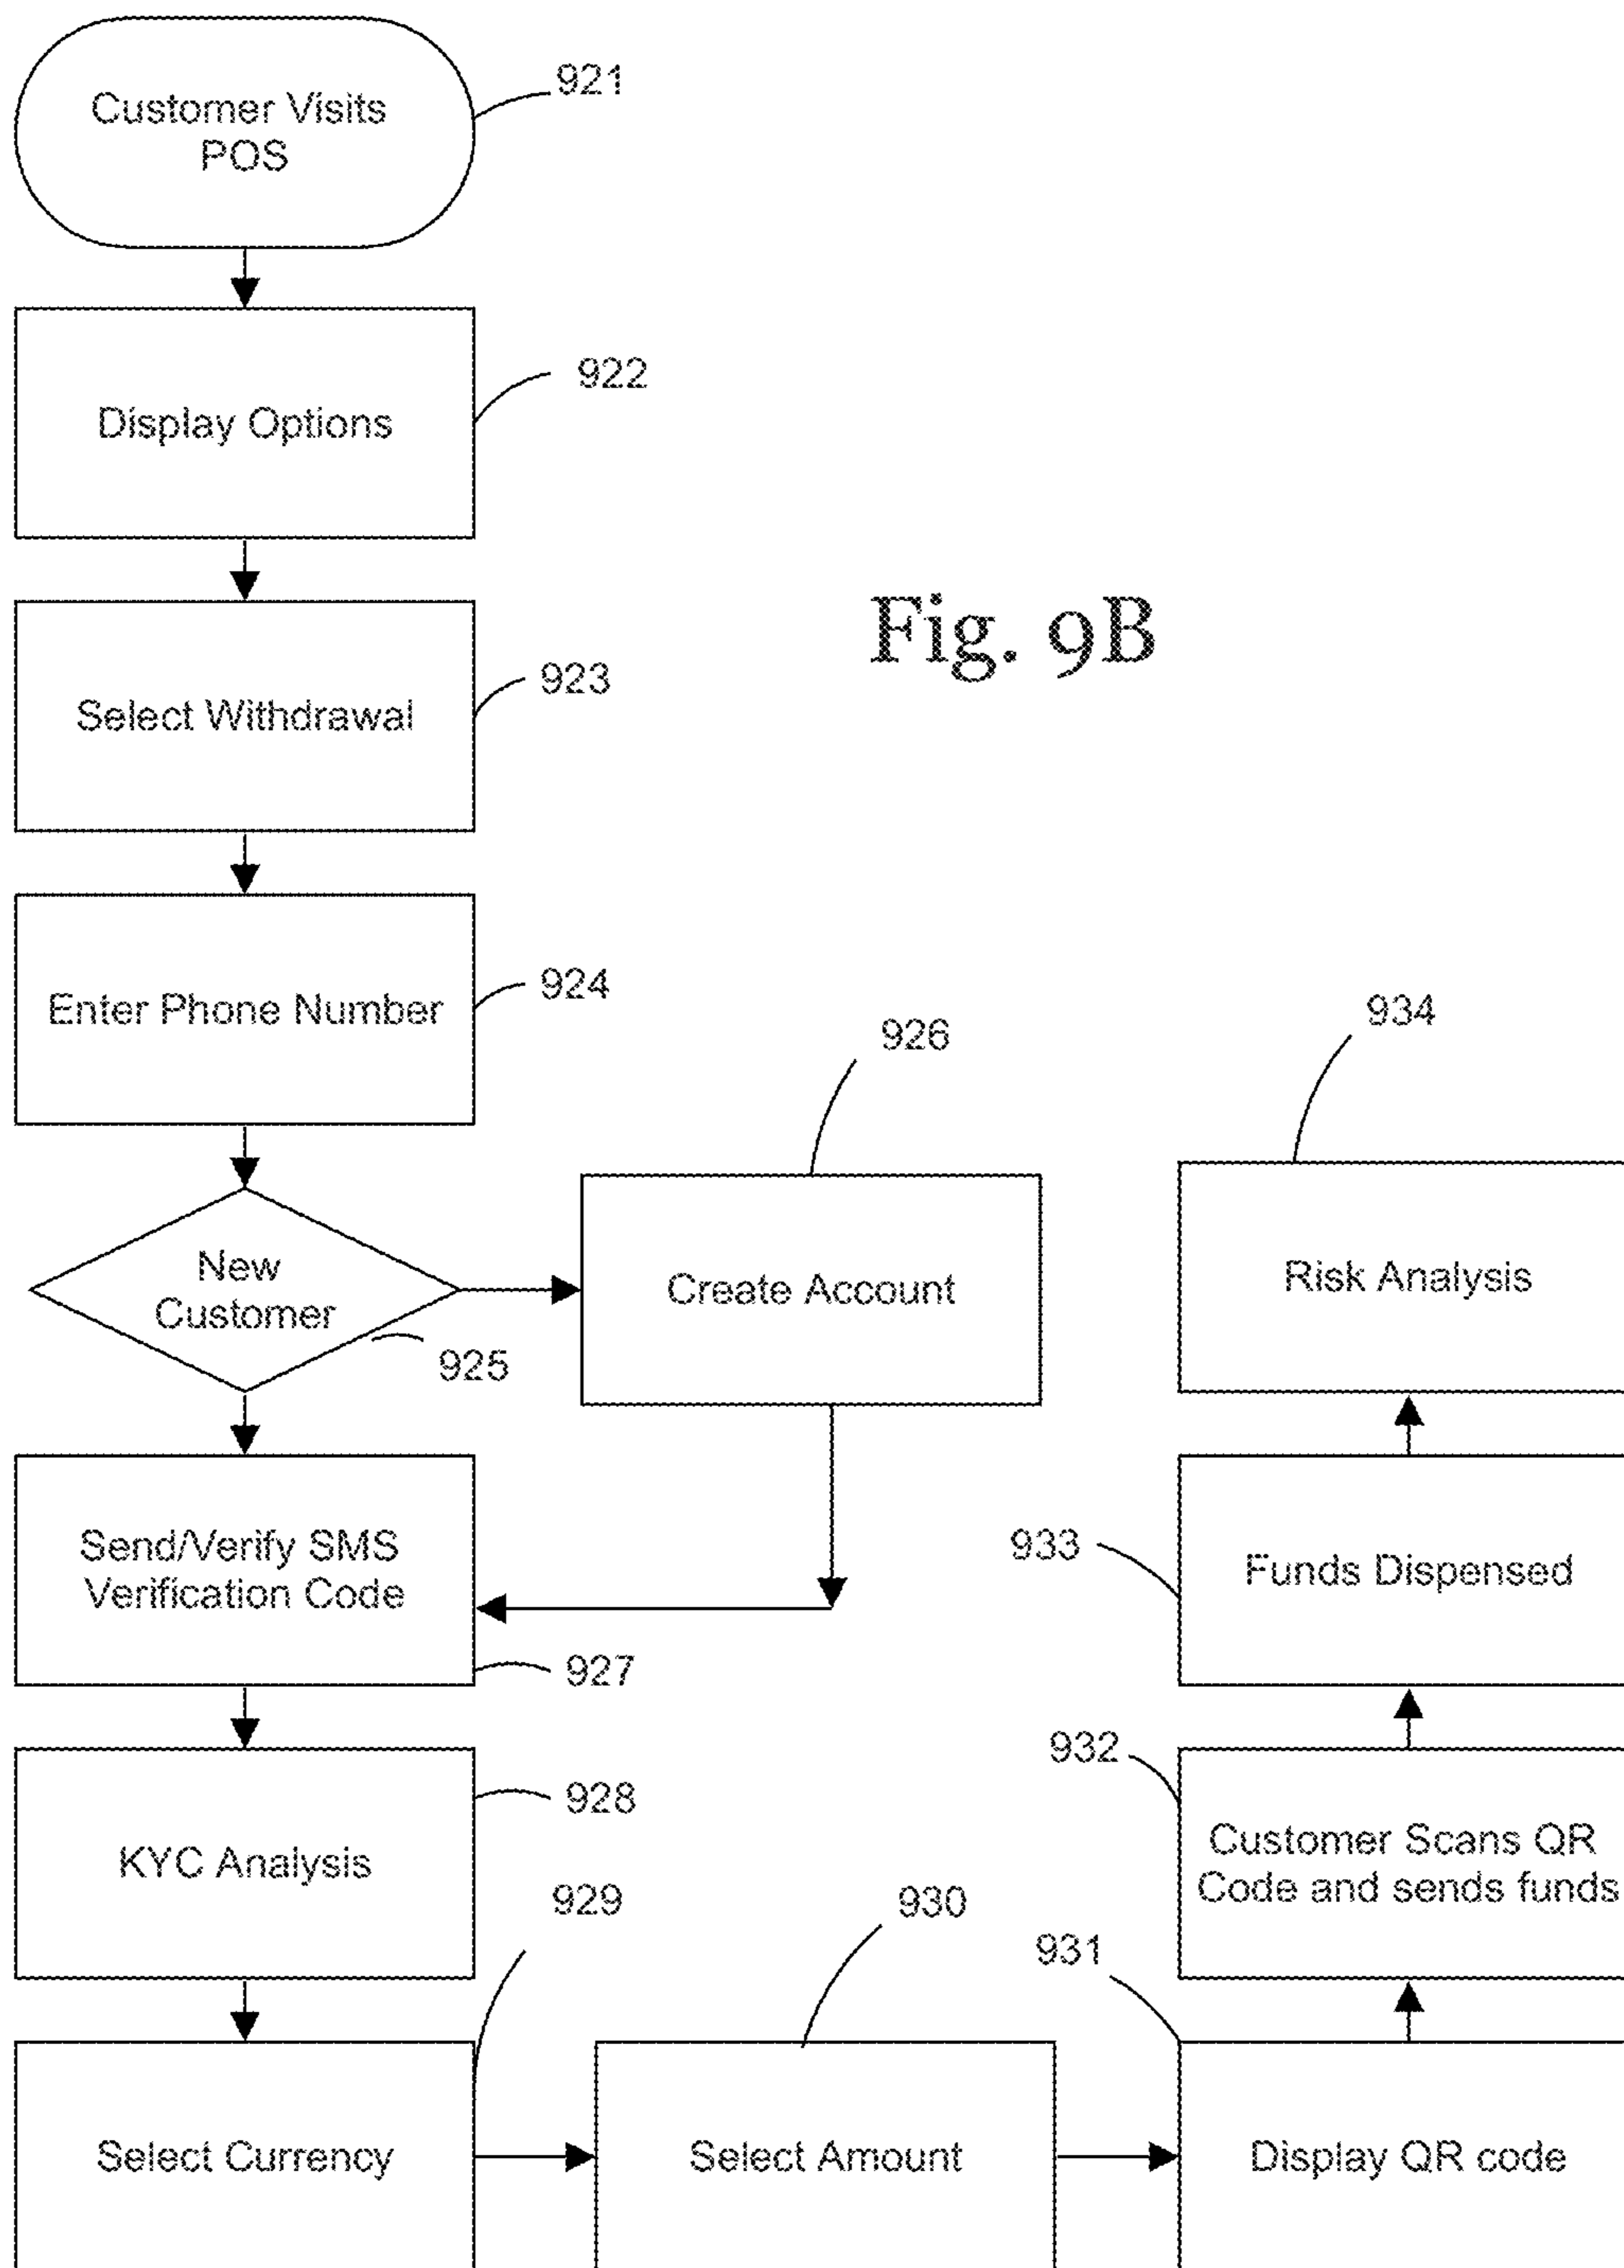 Customer Visits
POS
921
Display Options
922
Fig. 9B
Select Withdrawal
923
Enter Phone Number
924
926
934
New
Customer
925
Create Account
Risk Analysis
Send/Verify SMS
Verification Code
927
933
Funds Dispensed
932
KYC Analysis
928
Customer Scans QR
Code and sends funds
929
930
931
Select Currency
Select Amount
Display QR code